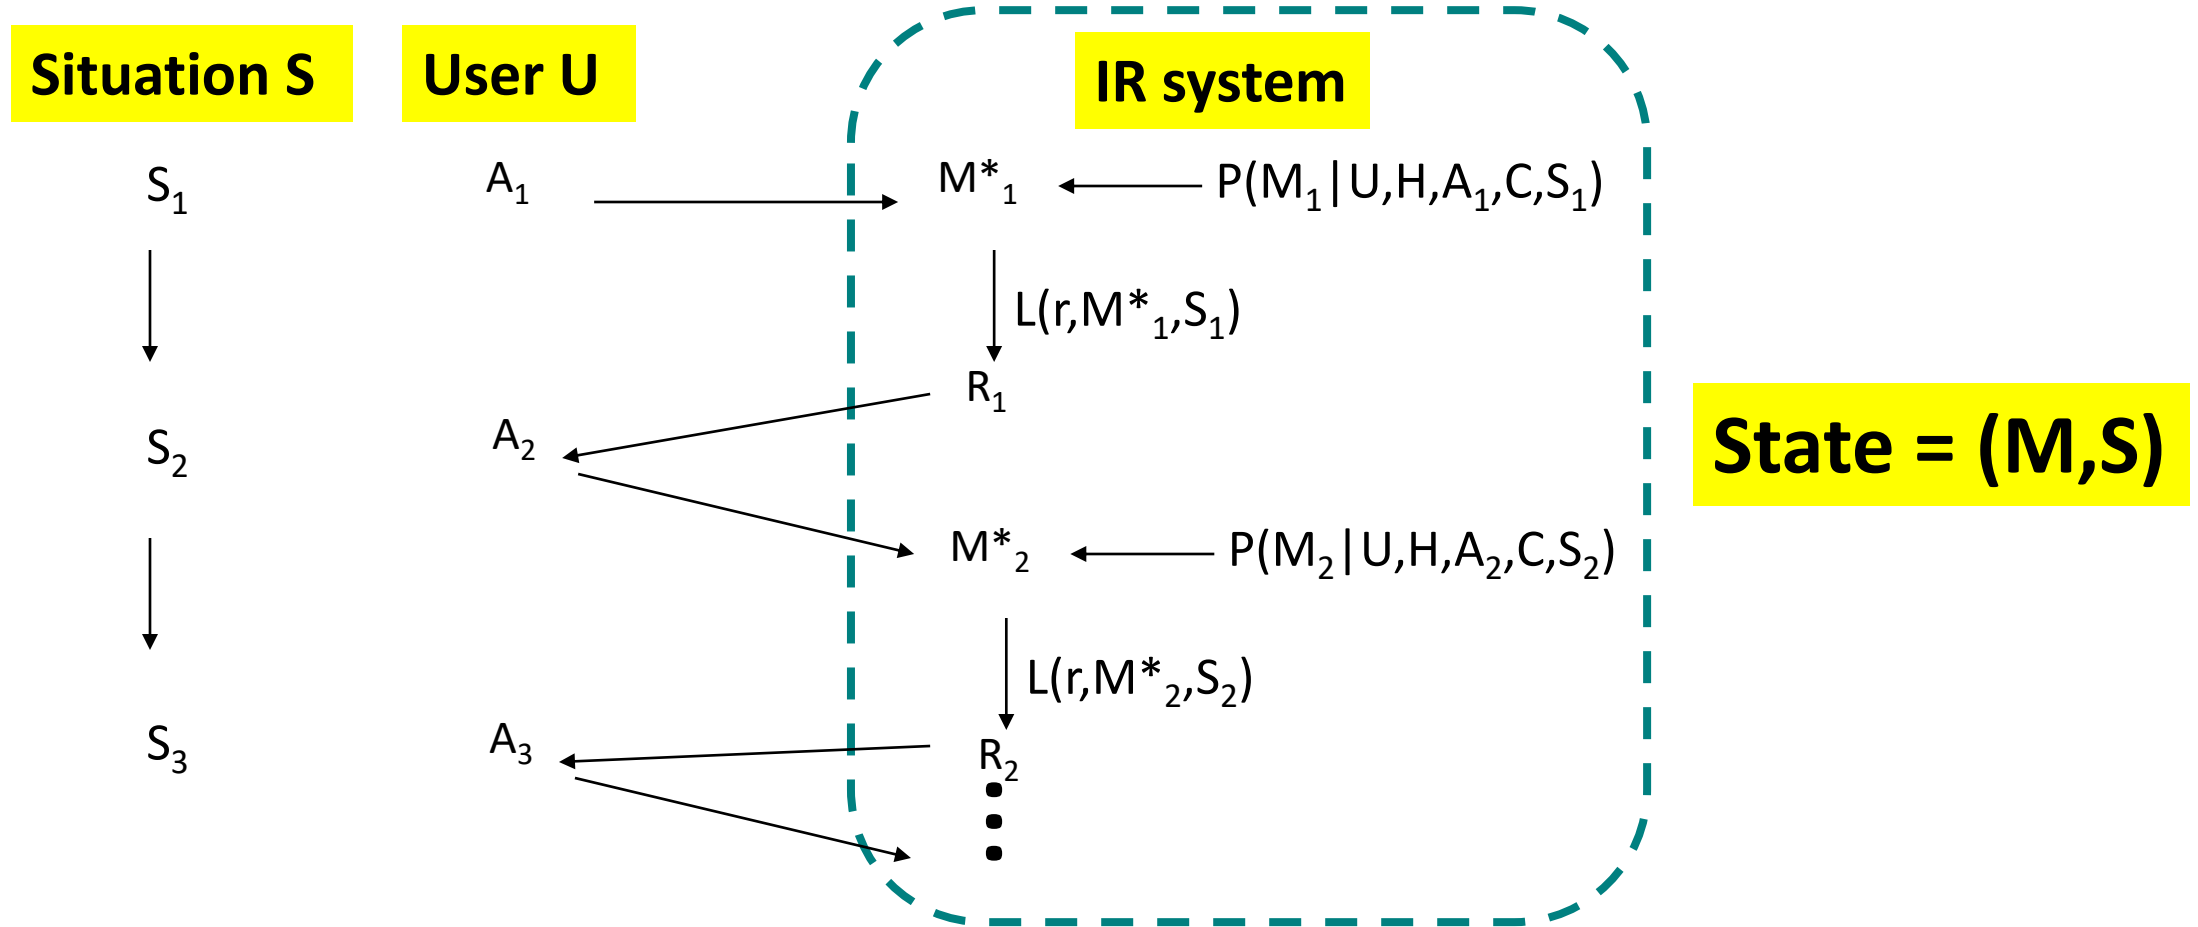 Situation S
User U
IR system
S₁
A₁
M*₁
P(M₁|U,H,A₁,C,S₁)
L(r,M*₁,S₁)
R₁
S₂
A₂
State = (M,S)
M*₂
P(M₂|U,H,A₂,C,S₂)
L(r,M*₂,S₂)
S₃
A₃
R₂